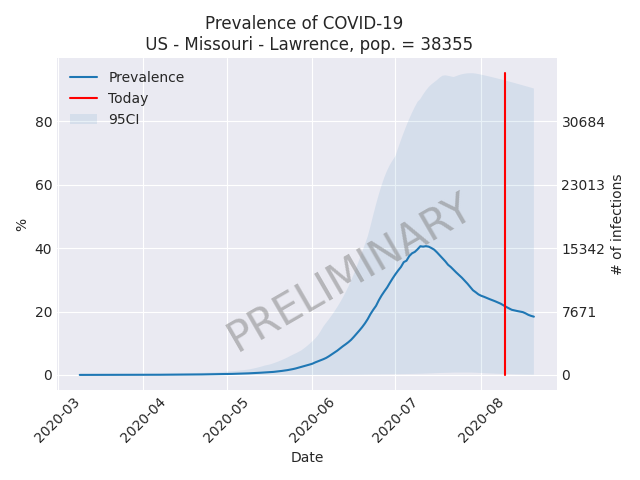 Prevalence of COVID-19
US - Missouri - Lawrence, pop. = 38355
Prevalence
Today
95CI
80
60
40
20
0
%
30684
23013
15342
7671
0
# of infections
PRELIMINARY
2020-03
2020-04
2020-05
2020-06
2020-07
2020-08
Date